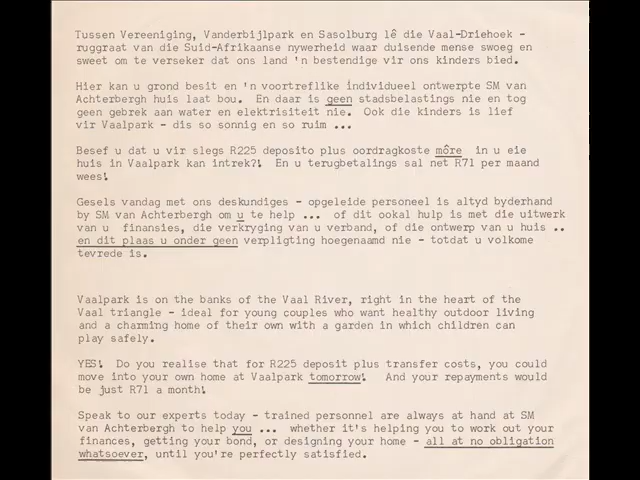 Tussen Vereeniging, Vanderbijlpark en Sasolburg lê die Vaal-Driehoek -
ruggraat van die Suid-Afrikaanse nywerheid waar duisende mense swoeg en
sweet om te verseker dat ons land 'n bestendige vir ons kinders bied.
Hier kan u grond besit en 'n voortreflike individueel ontwerpte SM van
Achterbergh huis laat bou. En daar is geen stadsbelastings nie en tog
geen gebrek aan water en elektrisiteit nie. Ook die kinders is lief
vir Vaalpark - dis so sonnig en so ruim ...
Besef u dat u vir slegs R225 deposito plus oordragkoste môre in u eie
huis in Vaalpark kan intrek?! En u terugbetalings sal net R71 per maand
wees!
Gesels vandag met ons deskundiges - opgeleide personeel is altyd byderhand
by SM van Achterbergh om u te help ... of dit ookal hulp is met die uitwerk
van u finansies, die verkryging van u verband, of die ontwerp van u huis ..
en dit plaas u onder geen verpligting hoegenaamd nie - totdat u volkome
tevrede is.
Vaalpark is on the banks of the Vaal River, right in the heart of the
Vaal triangle - ideal for young couples who want healthy outdoor living
and a charming home of their own with a garden in which children can
play safely.
YES! Do you realise that for R225 deposit plus transfer costs, you could
move into your own home at Vaalpark tomorrow! And your repayments would
be just R71 a month!
Speak to our experts today - trained personnel are always at hand at SM
van Achterbergh to help you ... whether it's helping you to work out your
finances, getting your bond, or designing your home - all at no obligation
whatsoever, until you're perfectly satisfied.